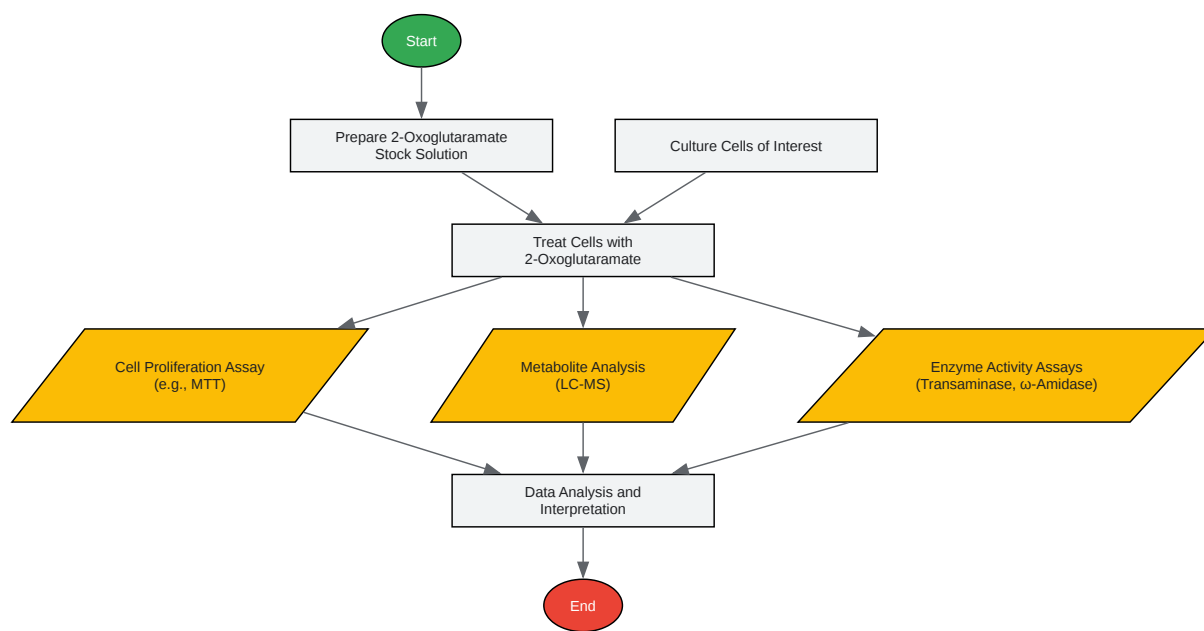 Start
Prepare 2-Oxoglutaramate
Stock Solution
Culture Cells of Interest
Treat Cells with
2-Oxoglutaramate
Cell Proliferation Assay
(e.g., MTT)
Metabolite Analysis
(LC-MS)
Enzyme Activity Assays
(Transaminase, ω-Amidase)
Data Analysis and
Interpretation
End